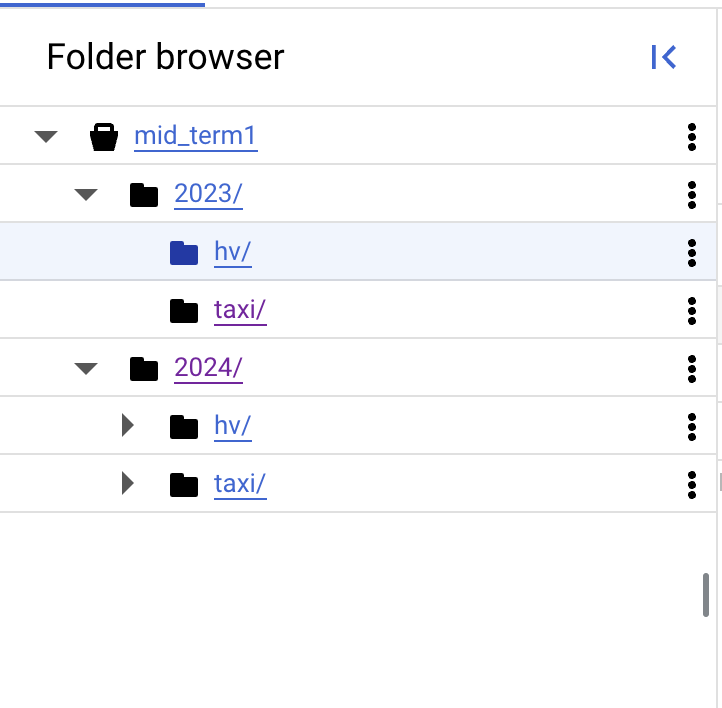 Folder browser
mid_term1
2023/
hv/
taxi/
2024/
hv/
taxi/